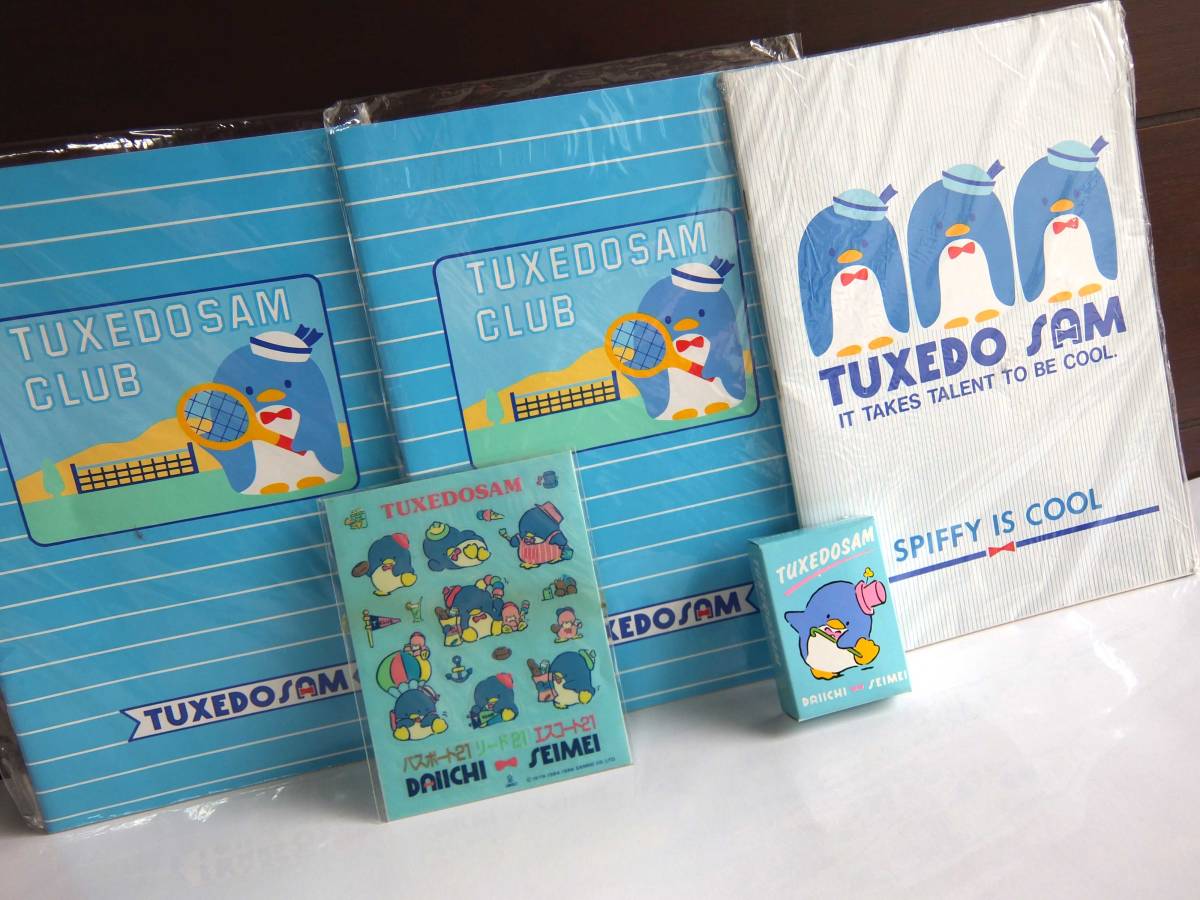 TUXEDOSAM
CLUB
TUXEDOSAM
TUXEDOSAM
CLUB
TUXEDO SAM
IT TAKES TALENT TO BE COOL.
SPIFFY IS COOL
TUXEDOSAM
パスポート21 リード21 エスコート21
DAIICHI SEIMEI
TUXEDOSAM
DAIICHI SEIMEI